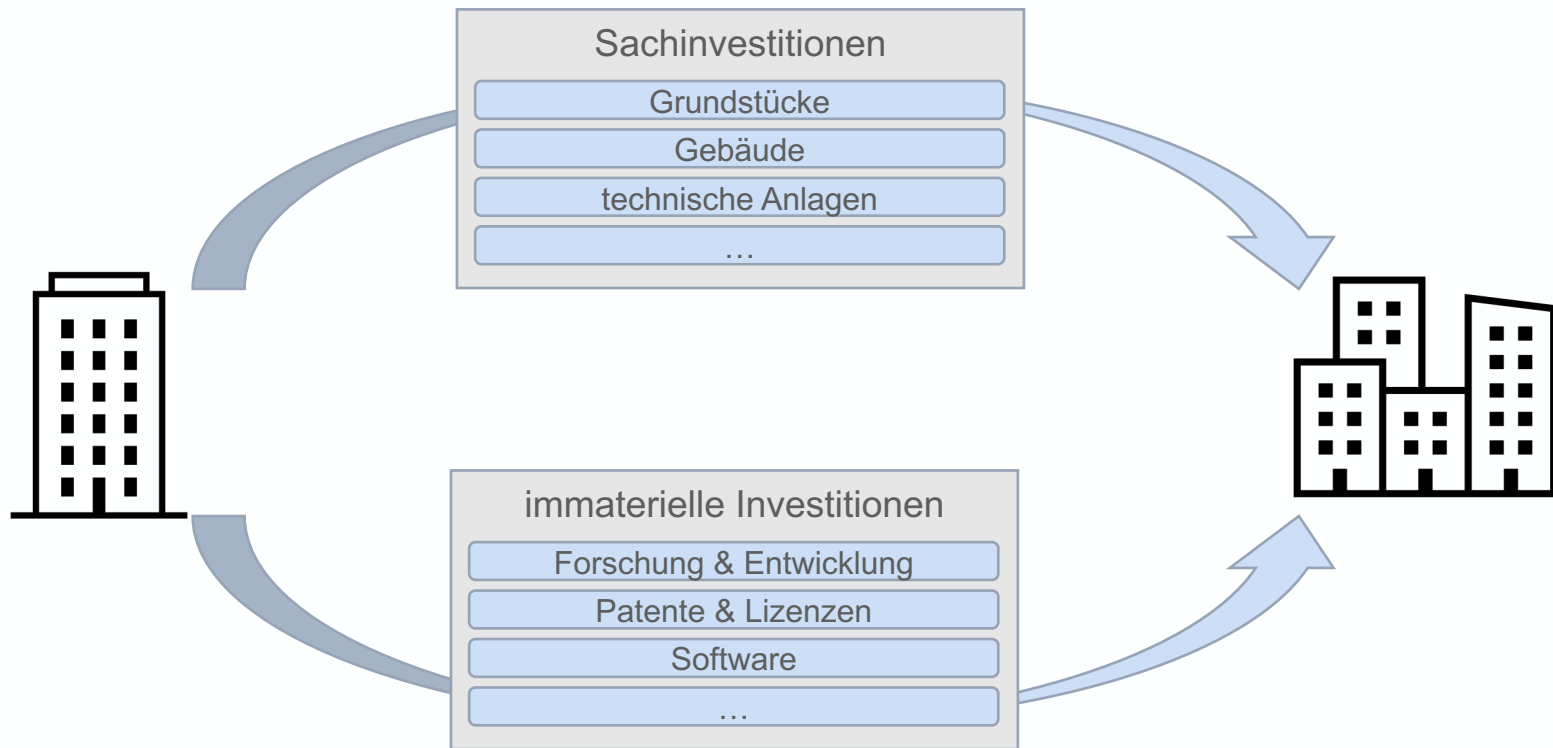 Sachinvestitionen
Grundstücke
Gebäude
technische Anlagen
…
immaterielle Investitionen
Forschung & Entwicklung
Patente & Lizenzen
Software
…